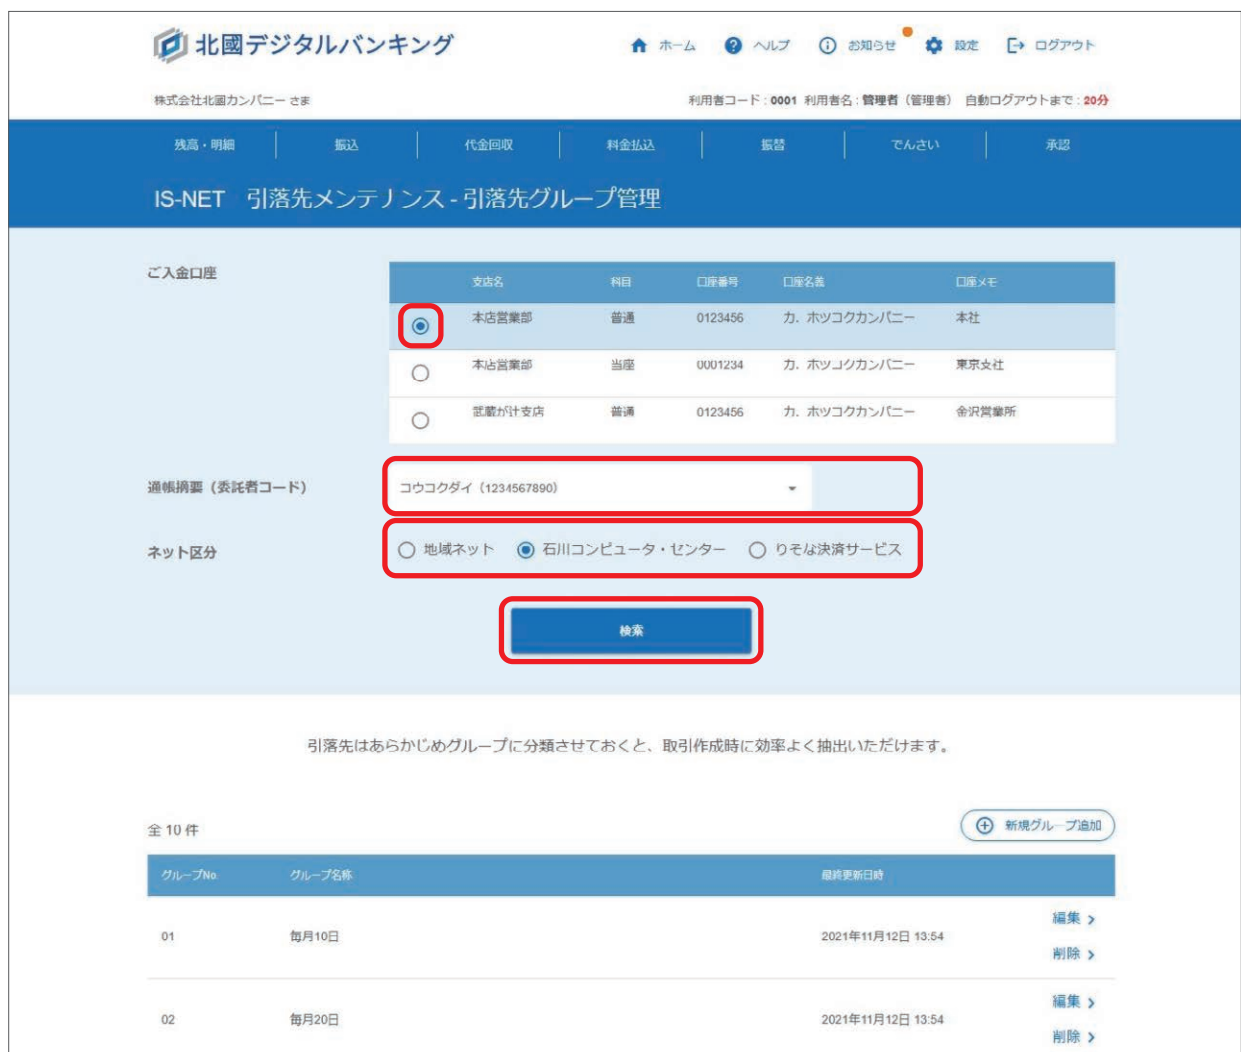 北國デジタルバンキング
ホーム ヘルプ お知らせ 設定 ログアウト
株式会社北國カンパニー さま
利用者コード : 0001 利用者名 : 管理者（管理者） 自動ログアウトまで : 20分
残高・明細 振込 代金回収 料金払込 振替 でんさい 承認
IS-NET 引落先メンテナンス - 引落先グループ管理
ご入金口座
支店名 科目 口座番号 口座名義 口座メモ
本店営業部 普通 0123456 カ．ホツコクカンパニー 本社
本店営業部 当座 0001234 カ．ホツコクカンパニー 東京支社
武蔵が辻支店 普通 0123456 カ．ホツコクカンパニー 金沢営業所
通帳摘要（委託者コード）
コウコクダイ（1234567890）
ネット区分
地域ネット 石川コンピュータ・センター りそな決済サービス
検索
引落先はあらかじめグループに分類させておくと、取引作成時に効率よく抽出いただけます。
全 10 件
新規グループ追加
グループNo. グループ名称 最終更新日時
01 毎月10日 2021年11月12日 13:54
編集
削除
02 毎月20日 2021年11月12日 13:54
編集
削除